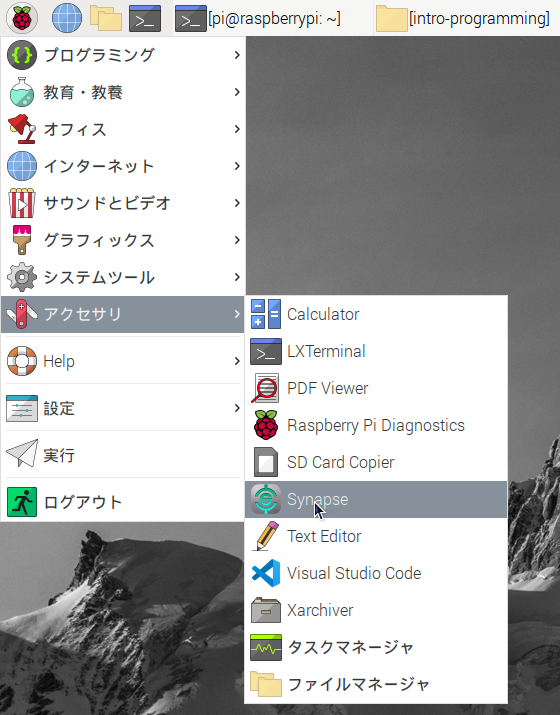 [pi@raspberrypi: ~] [intro-programming]
プログラミング
教育・教養
オフィス
インターネット
サウンドとビデオ
グラフィックス
システムツール
アクセサリ
Help
設定
実行
ログアウト
Calculator
LXTerminal
PDF Viewer
Raspberry Pi Diagnostics
SD Card Copier
Synapse
Text Editor
Visual Studio Code
Xarchiver
タスクマネージャ
ファイルマネージャ